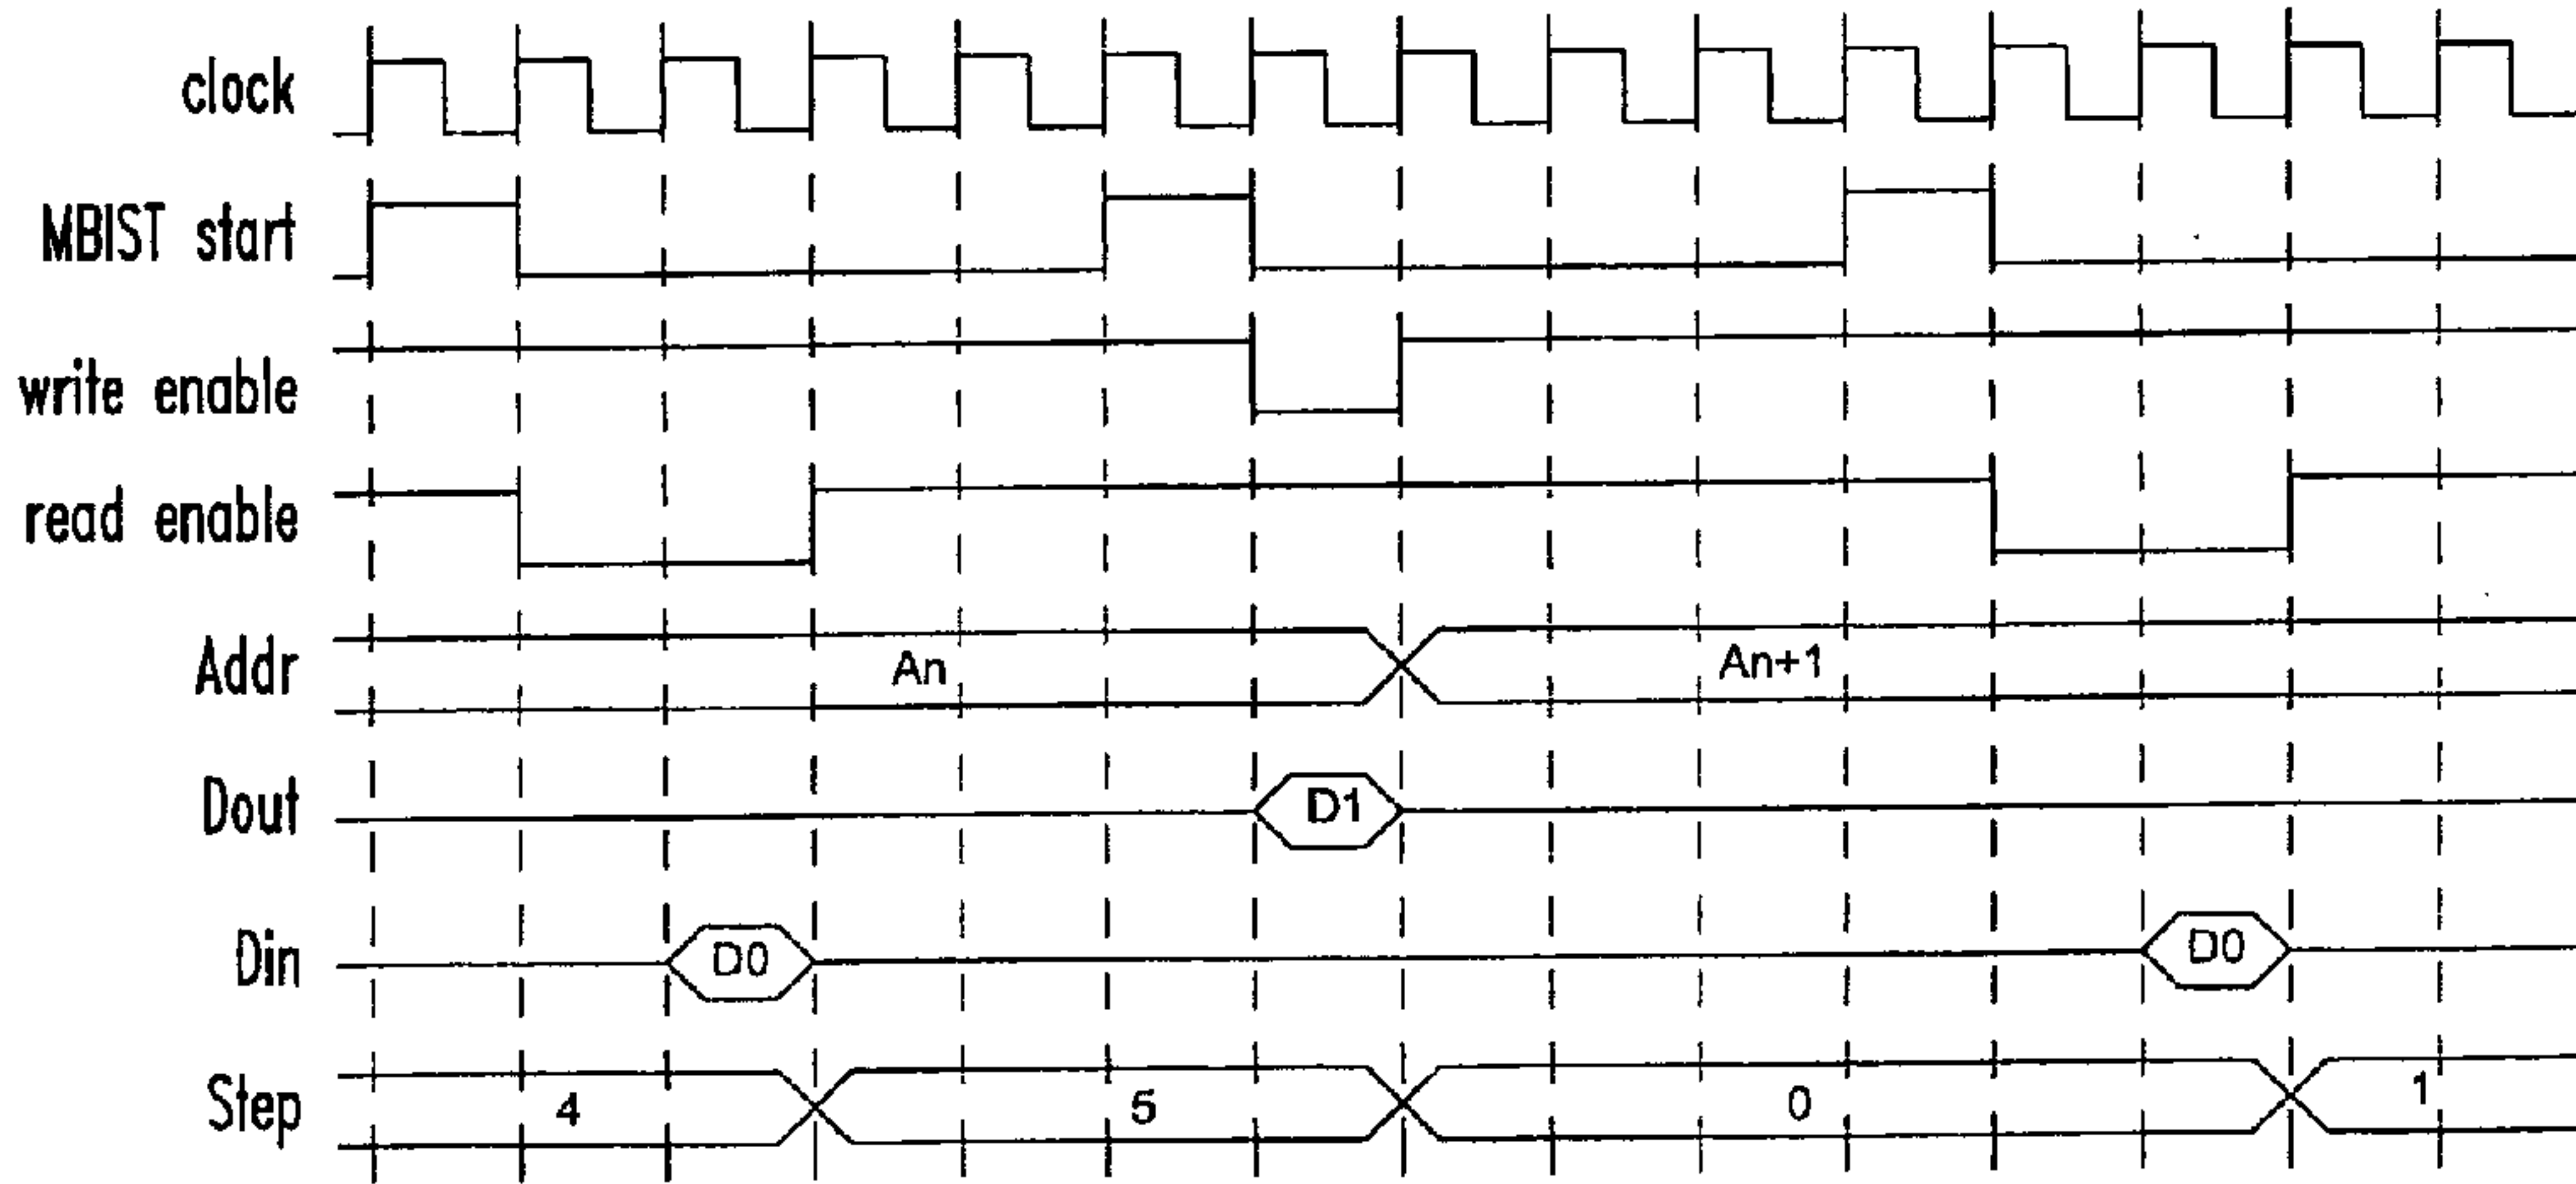 clock
MBIST start
write enable
read enable
Addr An An+1
Dout D1
Din D0 D0
Step 4 5 0 1